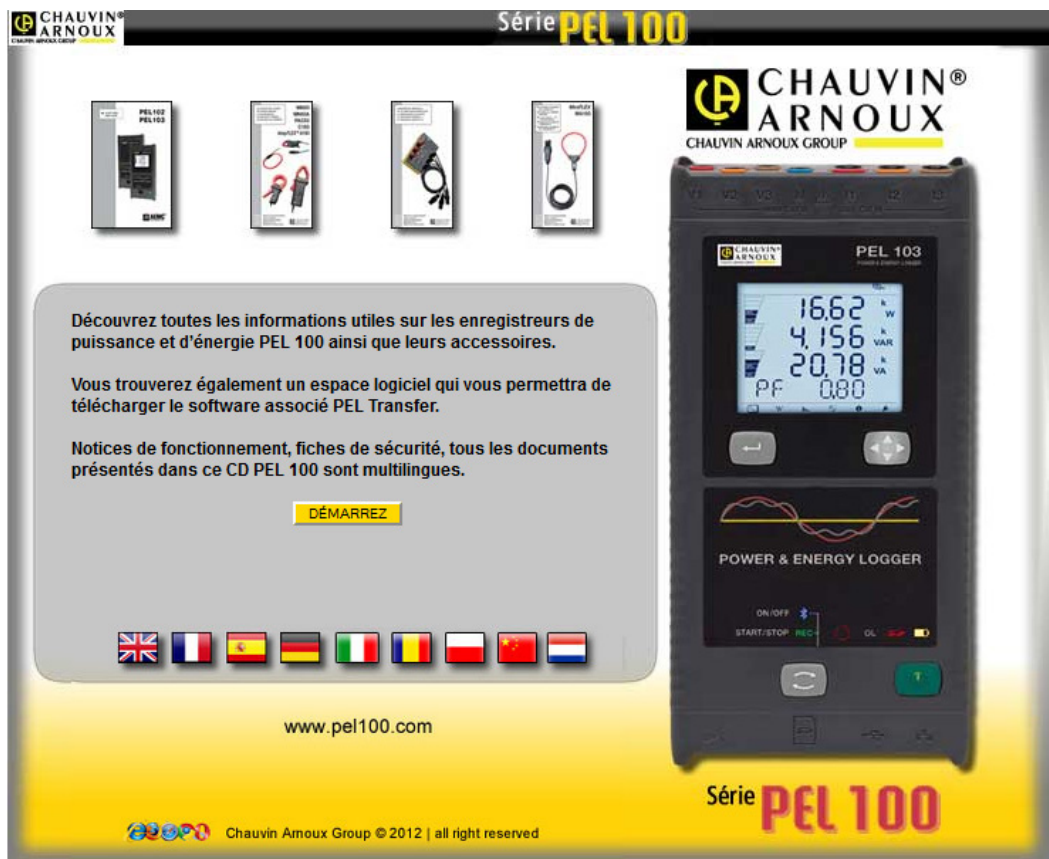 CHAUVIN®
ARNOUX
CHAUVIN ARNOUX GROUP
Série PEL 100
PEL102
PEL103
CHAUVIN®
ARNOUX
CHAUVIN ARNOUX GROUP
V1 V2 V3 N I1 I2 I3
CHAUVIN®
ARNOUX
PEL 103
POWER & ENERGY LOGGER
16.62 k W
4.156 k VAR
20.78 k VA
PF 0.80
Découvrez toutes les informations utiles sur les enregistreurs de
puissance et d'énergie PEL 100 ainsi que leurs accessoires.
Vous trouverez également un espace logiciel qui vous permettra de
télécharger le software associé PEL Transfer.
Notices de fonctionnement, fiches de sécurité, tous les documents
présentés dans ce CD PEL 100 sont multilingues.
DÉMARREZ
POWER & ENERGY LOGGER
ON/OFF
START/STOP REC OL
www.pel100.com
Série PEL 100
Chauvin Arnoux Group © 2012 | all right reserved